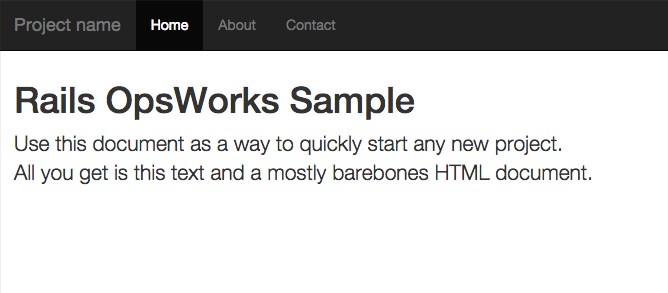 Project name Home About Contact
Rails OpsWorks Sample
Use this document as a way to quickly start any new project.
All you get is this text and a mostly barebones HTML document.